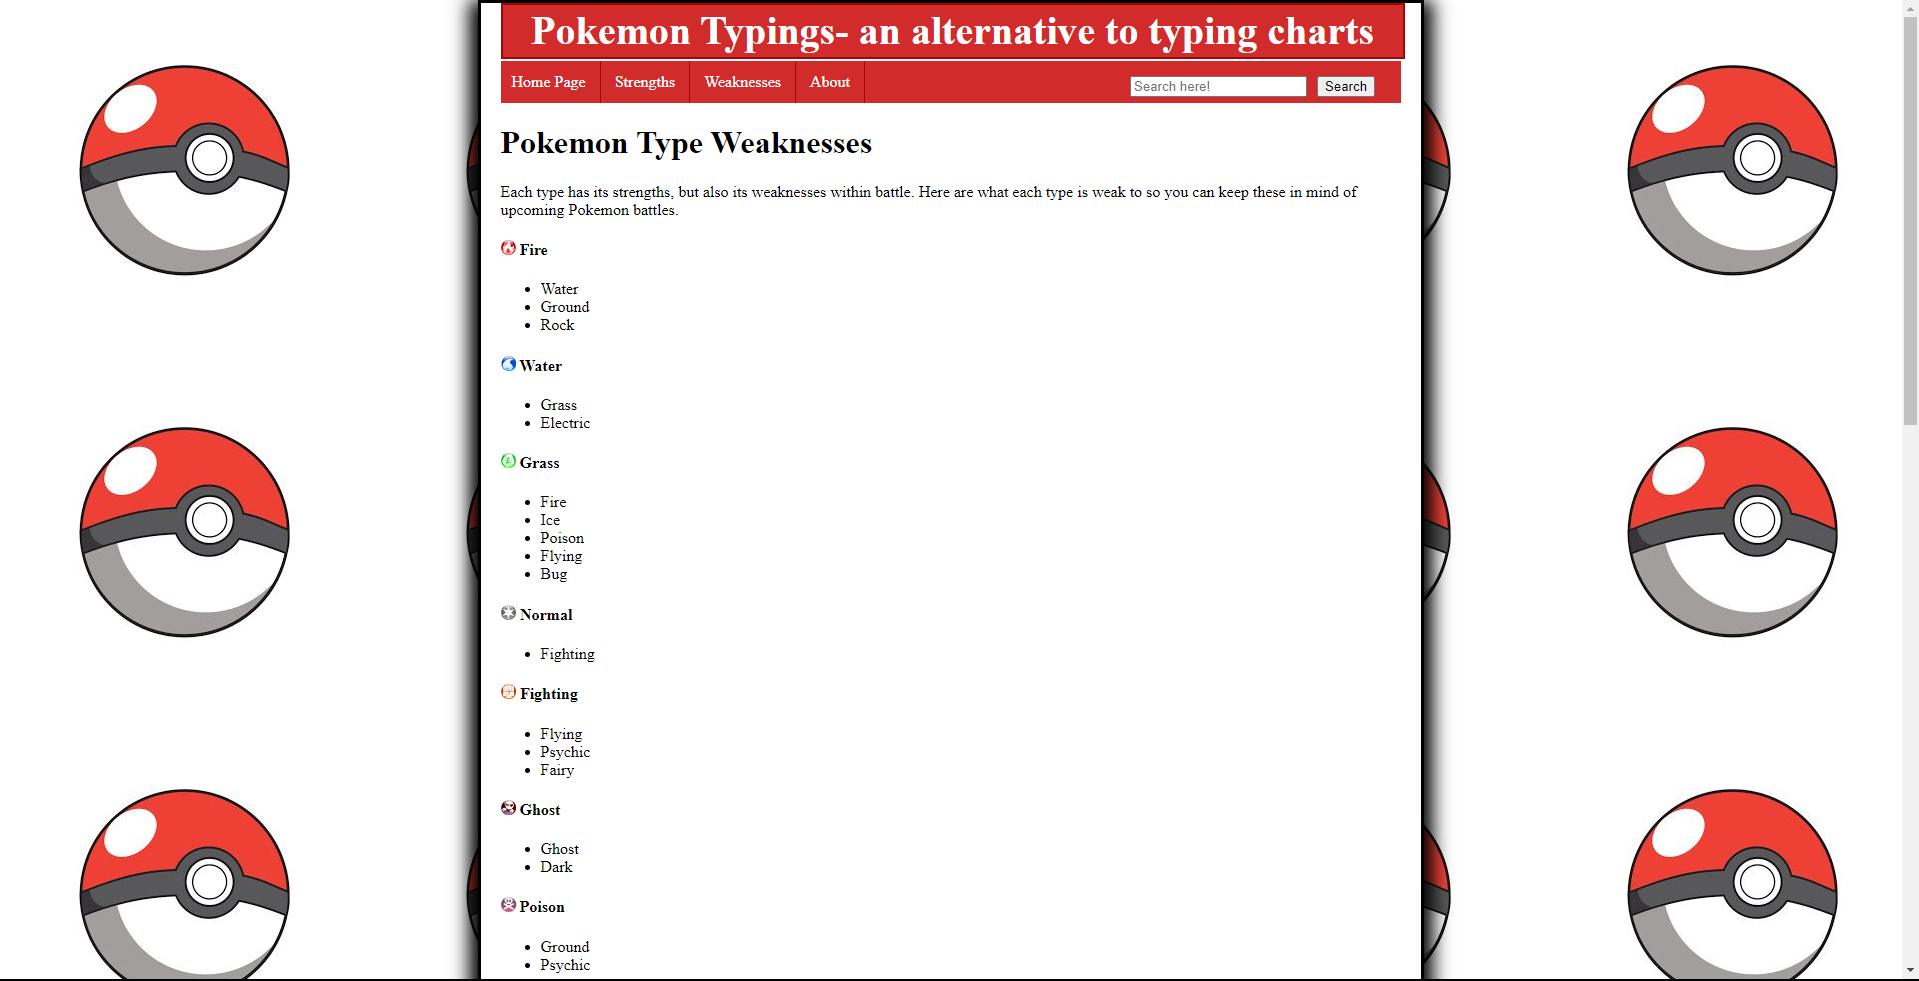 Pokemon Typings- an alternative to typing charts
Home Page Strengths Weaknesses About Search here! Search
Pokemon Type Weaknesses
Each type has its strengths, but also its weaknesses within battle. Here are what each type is weak to so you can keep these in mind of
upcoming Pokemon battles.
Fire
Water
Ground
Rock
Water
Grass
Electric
Grass
Fire
Ice
Poison
Flying
Bug
Normal
Fighting
Fighting
Flying
Psychic
Fairy
Ghost
Ghost
Dark
Poison
Ground
Psychic